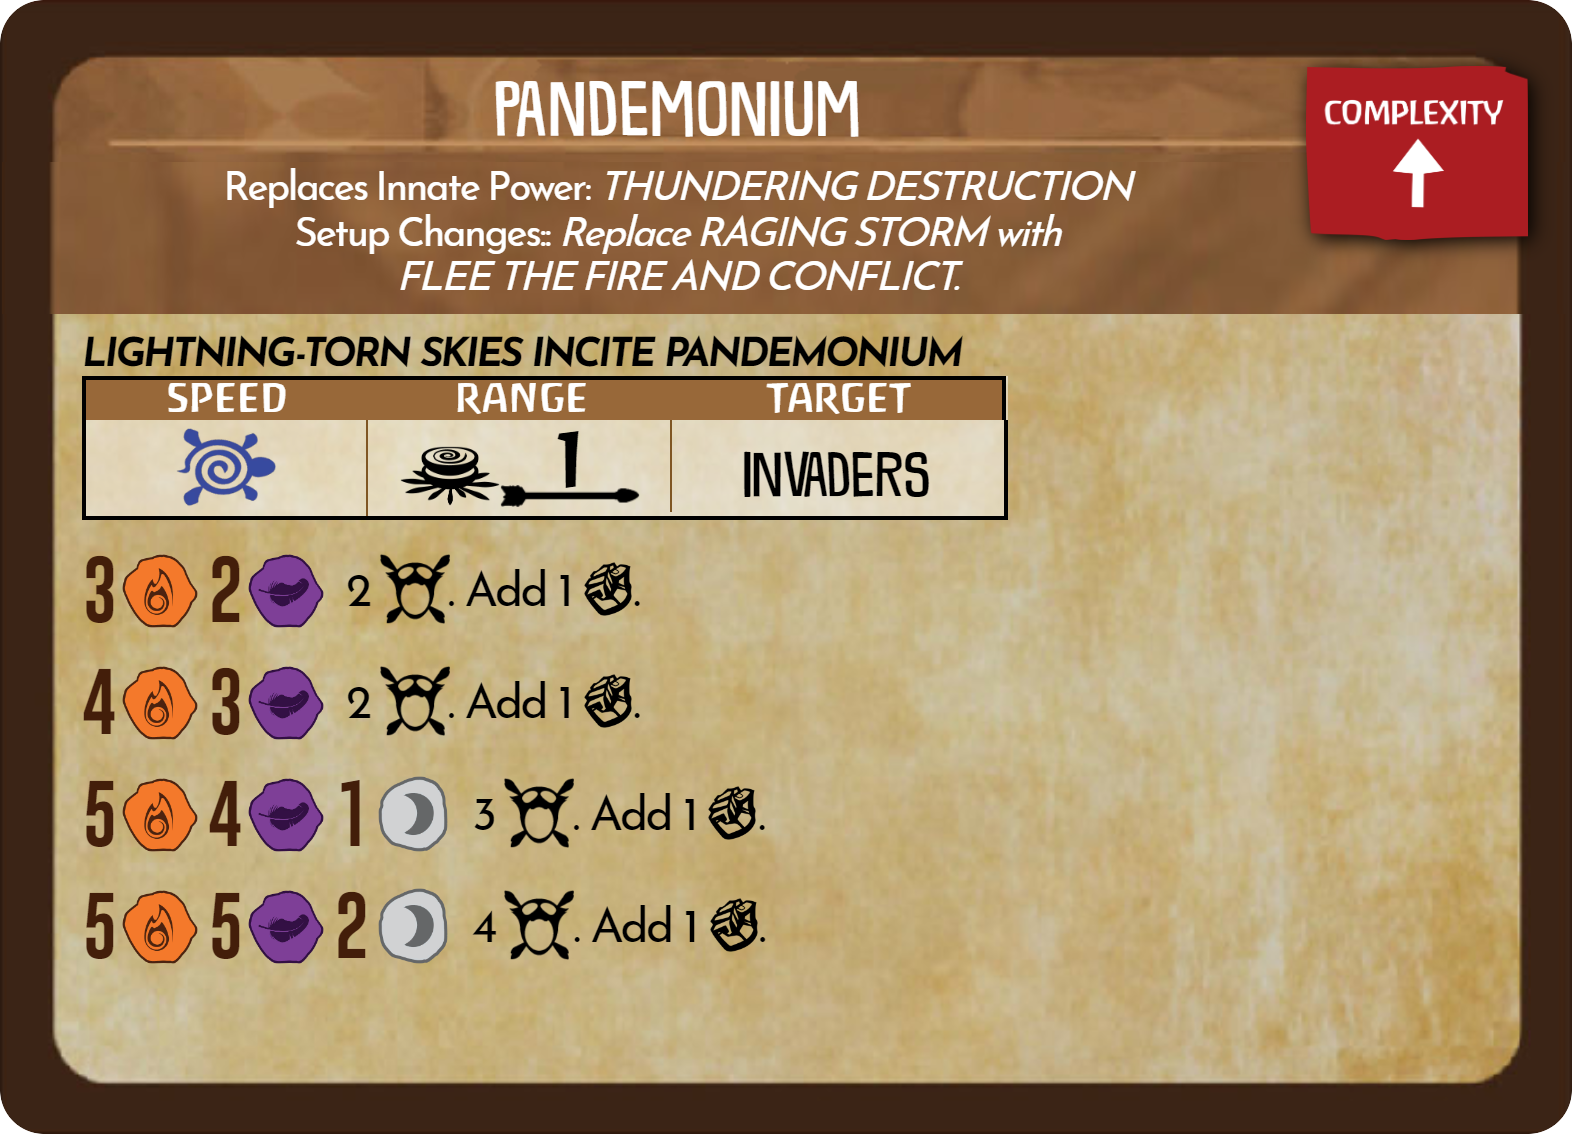 PANDEMONIUM
COMPLEXITY
Replaces Innate Power: THUNDERING DESTRUCTION
Setup Changes:: Replace RAGING STORM with
FLEE THE FIRE AND CONFLICT.
LIGHTNING-TORN SKIES INCITE PANDEMONIUM
SPEED RANGE TARGET
1 INVADERS
3 2 2 . Add 1 .
4 3 2 . Add 1 .
5 4 1 3 . Add 1 .
5 5 2 4 . Add 1 .